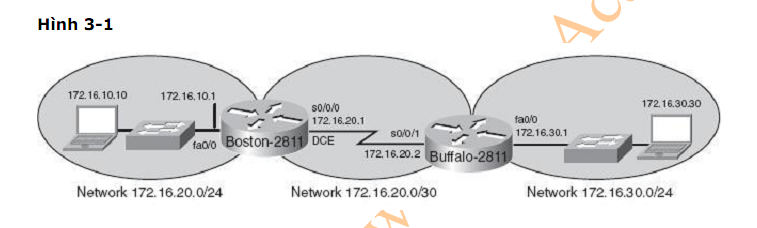 Hình 3-1
172.16.10.10
172.16.10.1
fa0/0
Boston-2811
s0/0/0
172.16.20.1
DCE
s0/0/1
172.16.20.2
Buffalo-2811
fa0/0
172.16.30.1
172.16.30.30
Network 172.16.20.0/24
Network 172.16.20.0/30
Network 172.16.30.0/24